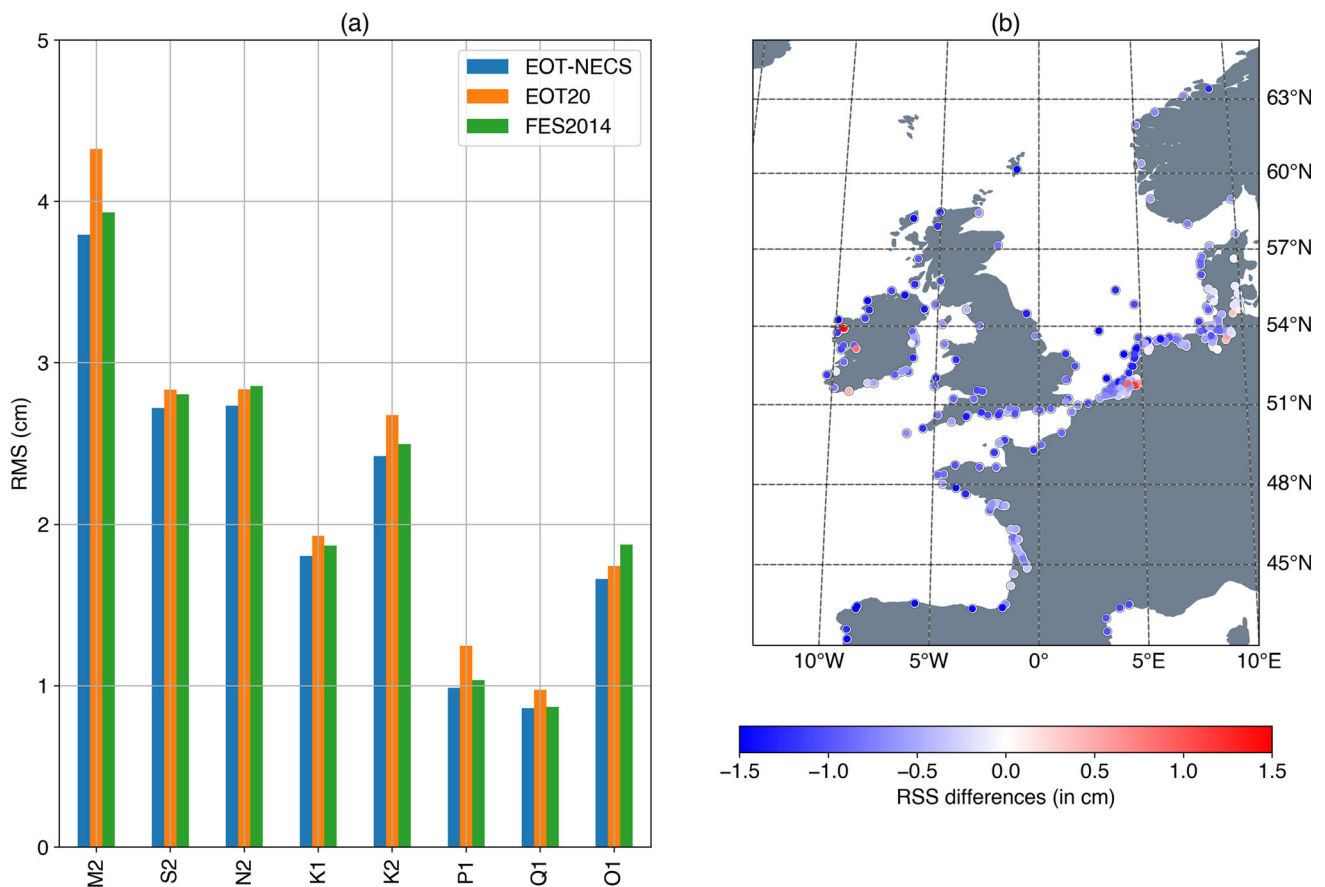 (a)
5
4
3
2
1
0
RMS (cm)
EOT-NECS
EOT20
FES2014
M2
S2
N2
K1
K2
P1
Q1
O1
(b)
63°N
60°N
57°N
54°N
51°N
48°N
45°N
10°W 5°W 0° 5°E 10°E
−1.5 −1.0 −0.5 0.0 0.5 1.0 1.5
RSS differences (in cm)